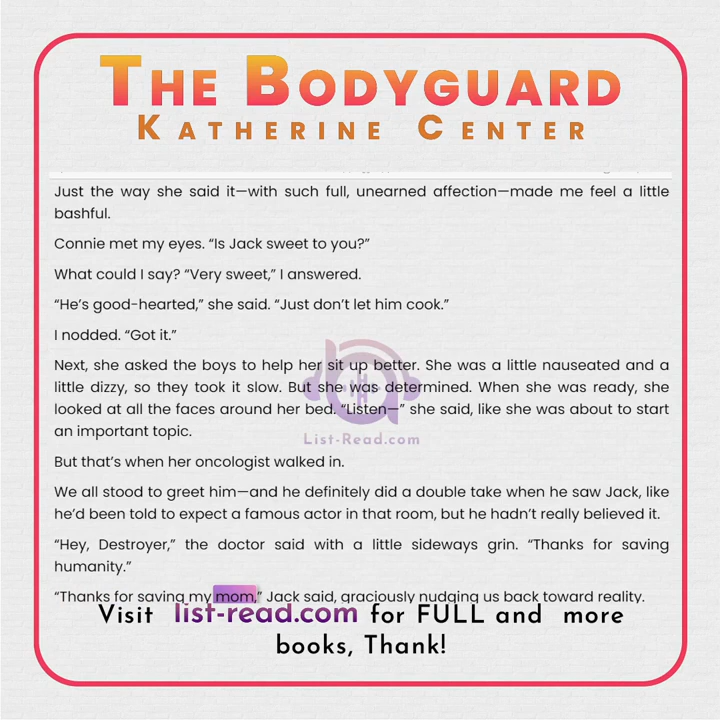 THE BODYGUARD
KATHERINE CENTER
Just the way she said it—with such full, unearned affection—made me feel a little
bashful.
Connie met my eyes. “Is Jack sweet to you?”
What could I say? “Very sweet,” I answered.
“He’s good-hearted,” she said. “Just don’t let him cook.”
I nodded. “Got it.”
Next, she asked the boys to help her sit up better. She was a little nauseated and a
little dizzy, so they took it slow. But she was determined. When she was ready, she
looked at all the faces around her bed. “Listen—” she said, like she was about to start
an important topic.
List-Read.com
But that’s when her oncologist walked in.
We all stood to greet him—and he definitely did a double take when he saw Jack, like
he’d been told to expect a famous actor in that room, but he hadn’t really believed it.
“Hey, Destroyer,” the doctor said with a little sideways grin. “Thanks for saving
humanity.”
“Thanks for saving my mom,” Jack said, graciously nudging us back toward reality.
Visit list-read.com for FULL and more
books, Thank!